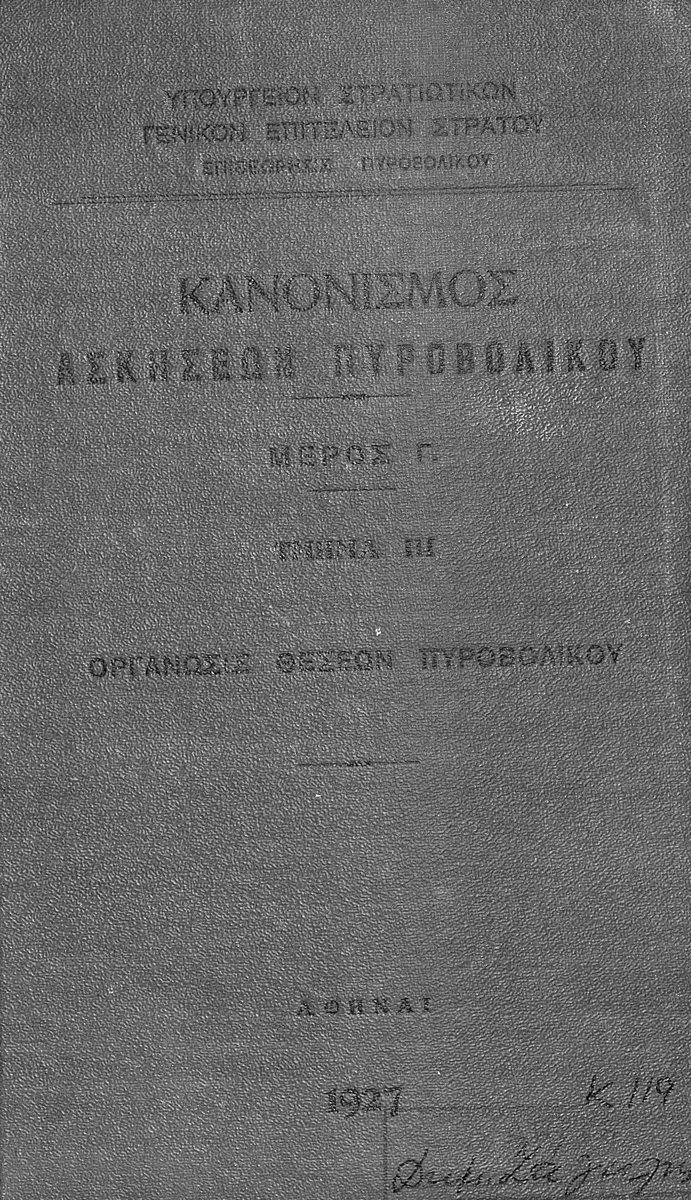 ΥΠΟΥΡΓΕΙΟΝ ΣΤΡΑΤΙΩΤΙΚΩΝ
ΓΕΝΙΚΟΝ ΕΠΙΤΕΛΕΙΟΝ ΣΤΡΑΤΟΥ
ΕΠΙΘΕΩΡΗΣΙΣ ΠΥΡΟΒΟΛΙΚΟΥ
ΚΑΝΟΝΙΣΜΟΣ
ΑΣΚΗΣΕΩΝ ΠΥΡΟΒΟΛΙΚΟΥ
ΜΕΡΟΣ Γ.
ΤΜΗΜΑ ΙΙΙ
ΟΡΓΑΝΩΣΙΣ ΘΕΣΕΩΝ ΠΥΡΟΒΟΛΙΚΟΥ
ΑΘΗΝΑΙ
1927
Κ. 119